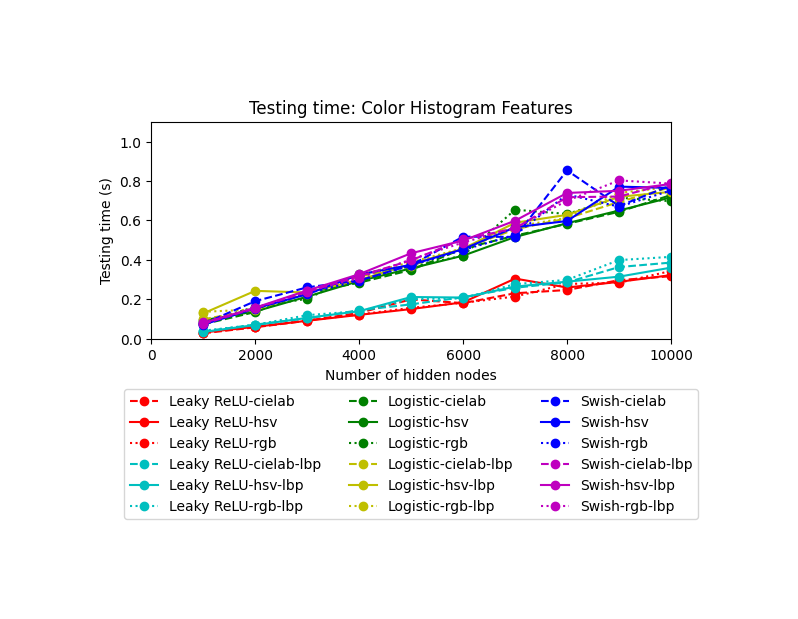 Testing time: Color Histogram Features
1.0
0.8
0.6
0.4
0.2
0.0
Testing time (s)
0 2000 4000 6000 8000 10000
Number of hidden nodes
Leaky ReLU-cielab Logistic-cielab Swish-cielab
Leaky ReLU-hsv Logistic-hsv Swish-hsv
Leaky ReLU-rgb Logistic-rgb Swish-rgb
Leaky ReLU-cielab-lbp Logistic-cielab-lbp Swish-cielab-lbp
Leaky ReLU-hsv-lbp Logistic-hsv-lbp Swish-hsv-lbp
Leaky ReLU-rgb-lbp Logistic-rgb-lbp Swish-rgb-lbp